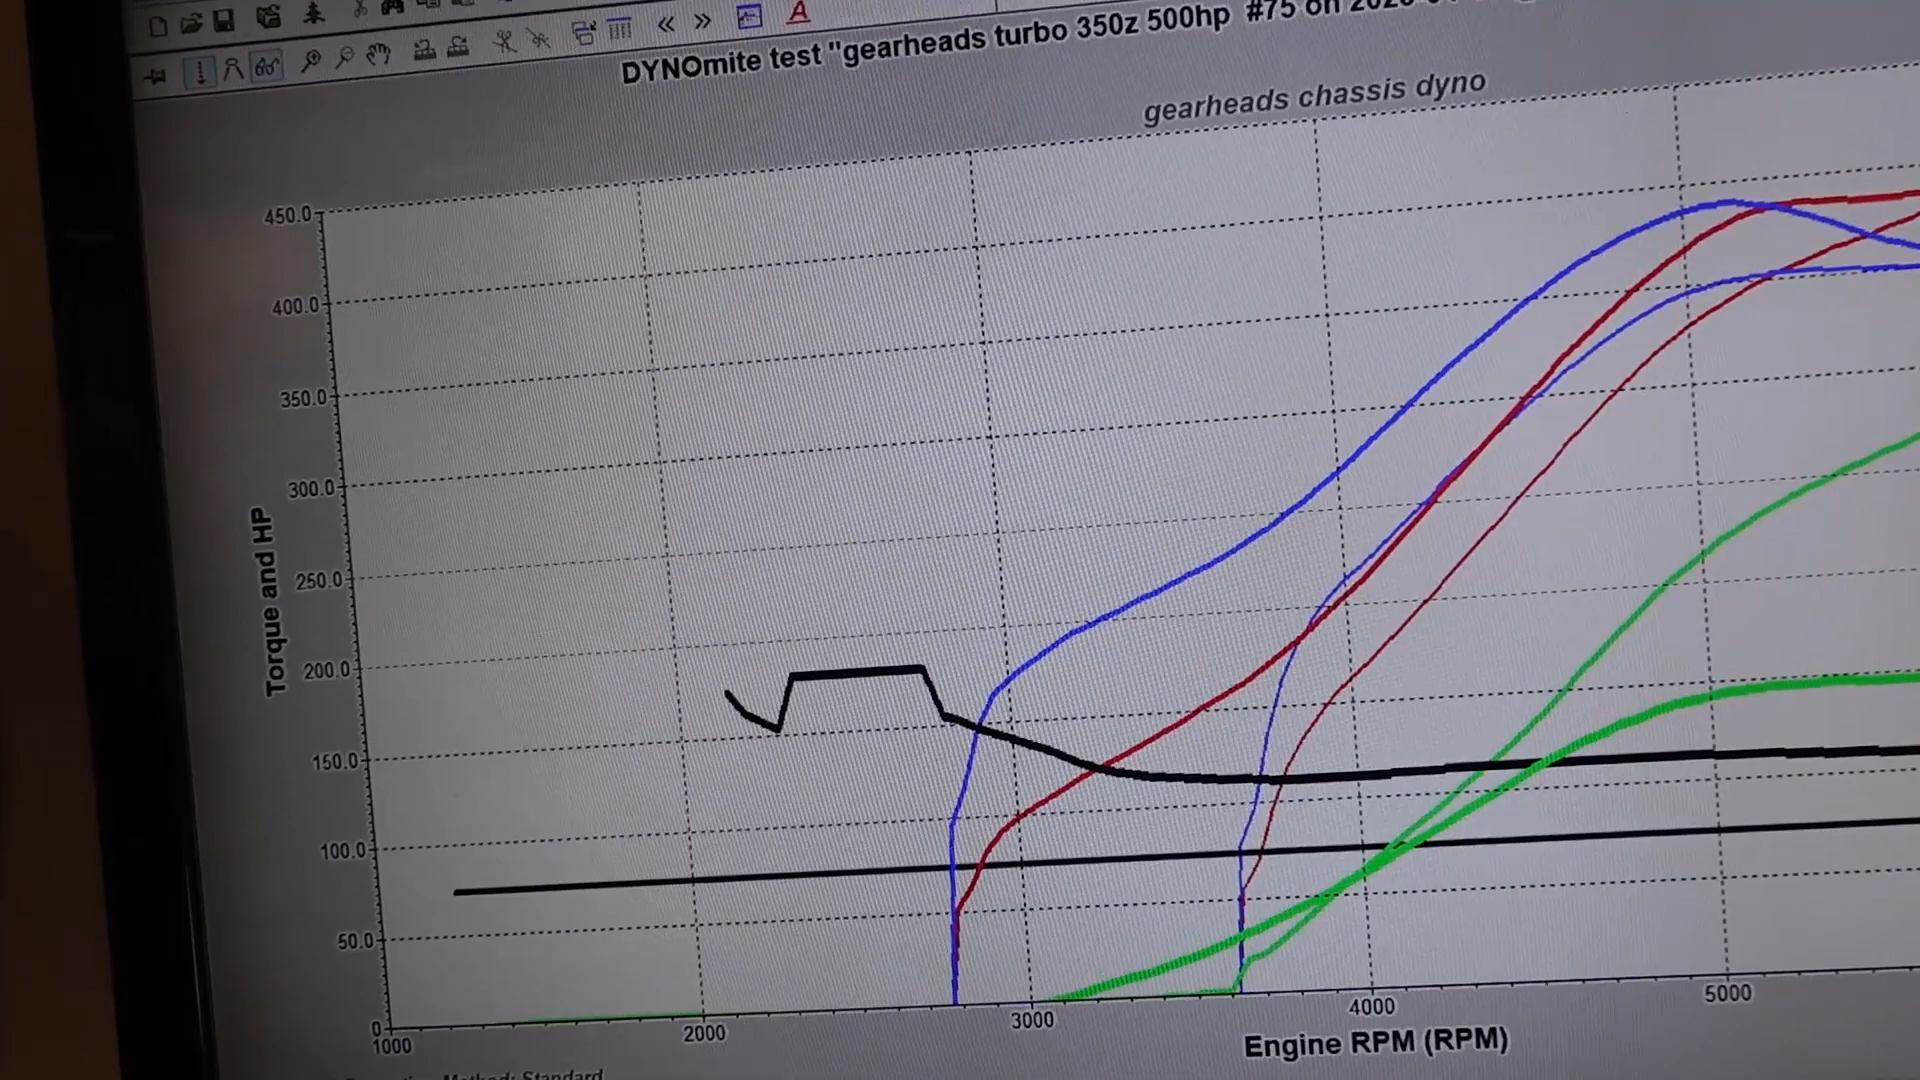 A
DYNOmite test "gearheads turbo 350z 500hp #75 on
gearheads chassis dyno
450.0
400.0
350.0
300.0
250.0
200.0
150.0
100.0
50.0
0
Torque and HP
1000
2000
3000
4000
5000
Engine RPM (RPM)
Method: Standard